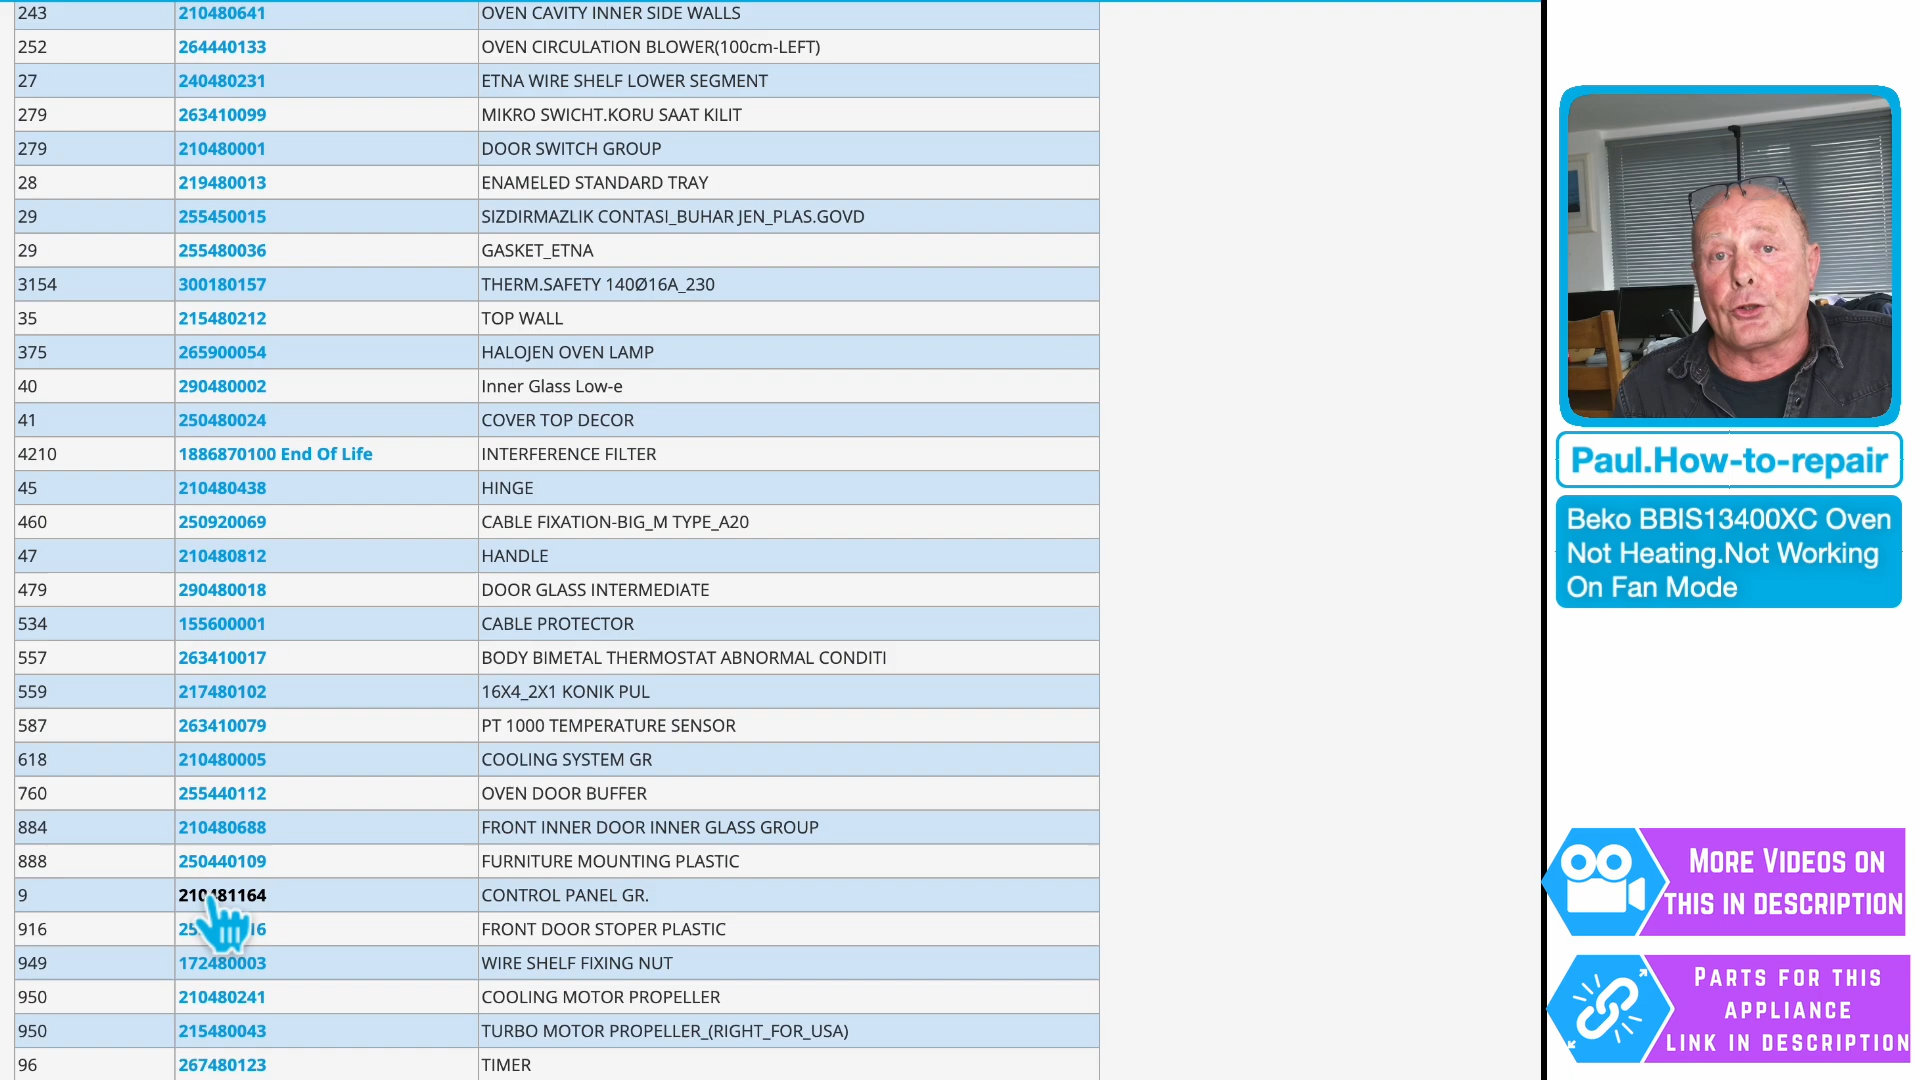 243 210480641 OVEN CAVITY INNER SIDE WALLS
252 264440133 OVEN CIRCULATION BLOWER(100cm-LEFT)
27 240480231 ETNA WIRE SHELF LOWER SEGMENT
279 263410099 MIKRO SWICHT.KORU SAAT KILIT
279 210480001 DOOR SWITCH GROUP
28 219480013 ENAMELED STANDARD TRAY
29 255450015 SIZDIRMAZLIK CONTASI_BUHAR JEN_PLAS.GOVD
29 255480036 GASKET_ETNA
3154 300180157 THERM.SAFETY 140Ø16A_230
35 215480212 TOP WALL
375 265900054 HALOJEN OVEN LAMP
40 290480002 Inner Glass Low-e
41 250480024 COVER TOP DECOR
4210 1886870100 End Of Life INTERFERENCE FILTER
45 210480438 HINGE
460 250920069 CABLE FIXATION-BIG_M TYPE_A20
47 210480812 HANDLE
479 290480018 DOOR GLASS INTERMEDIATE
534 155600001 CABLE PROTECTOR
557 263410017 BODY BIMETAL THERMOSTAT ABNORMAL CONDITI
559 217480102 16X4_2X1 KONIK PUL
587 263410079 PT 1000 TEMPERATURE SENSOR
618 210480005 COOLING SYSTEM GR
760 255440112 OVEN DOOR BUFFER
884 210480688 FRONT INNER DOOR INNER GLASS GROUP
888 250440109 FURNITURE MOUNTING PLASTIC
9 210481164 CONTROL PANEL GR.
916 FRONT DOOR STOPER PLASTIC
949 172480003 WIRE SHELF FIXING NUT
950 210480241 COOLING MOTOR PROPELLER
950 215480043 TURBO MOTOR PROPELLER_(RIGHT_FOR_USA)
96 267480123 TIMER
Paul.How-to-repair
Beko BBIS13400XC Oven
Not Heating.Not Working
On Fan Mode
MORE VIDEOS ON
THIS IN DESCRIPTION
PARTS FOR THIS
APPLIANCE
LINK IN DESCRIPTION